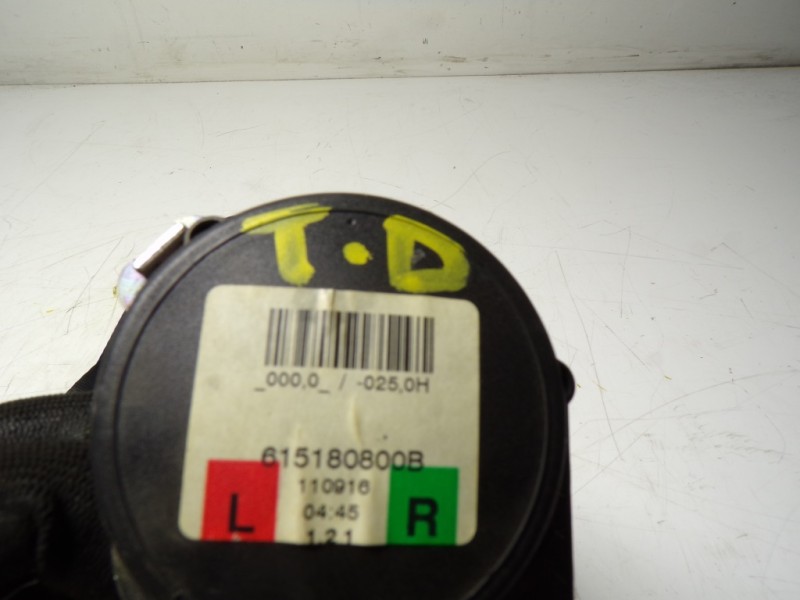 T.D
_000,0_ / -025,0H
615180800B
110916
L 04:45 R
1.2.1